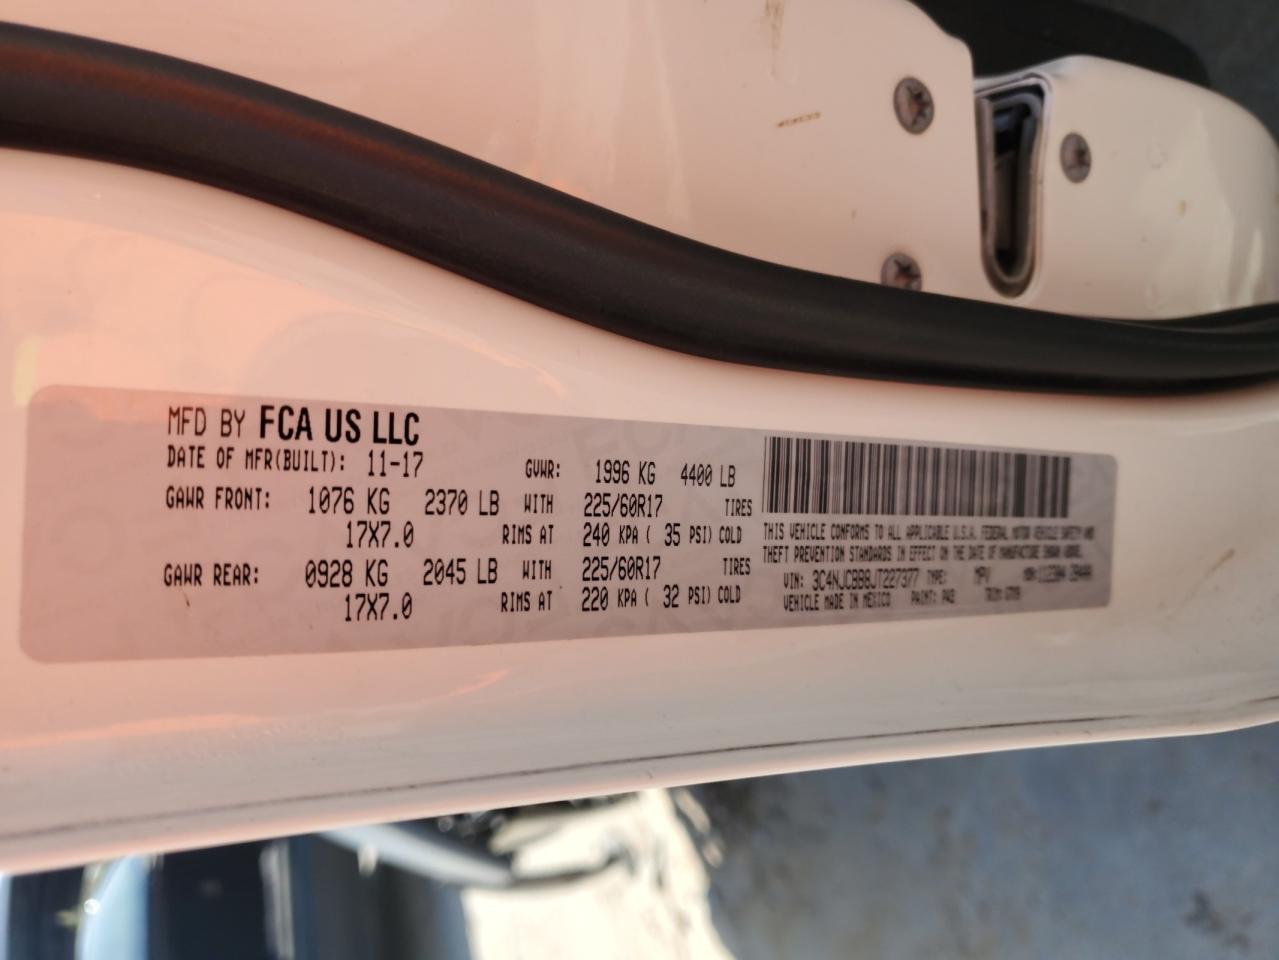 MFD BY FCA US LLC
DATE OF MFR(BUILT): 11-17 GVWR: 1996 KG 4400 LB
GAWR FRONT: 1076 KG 2370 LB WITH 225/60R17 TIRES
17X7.0 RIMS AT 240 KPA ( 35 PSI) COLD
GAWR REAR: 0928 KG 2045 LB WITH 225/60R17 TIRES
17X7.0 RIMS AT 220 KPA ( 32 PSI) COLD
THIS VEHICLE CONFORMS TO ALL APPLICABLE U.S.A. FEDERAL MOTOR VEHICLE SAFETY AND
THEFT PREVENTION STANDARDS IN EFFECT ON THE DATE OF MANUFACTURE SHOWN ABOVE.
VIN: 3C4NJCBB8JT227377 TYPE: MPV
VEHICLE MADE IN MEXICO PAINT: PW2 TRIM: